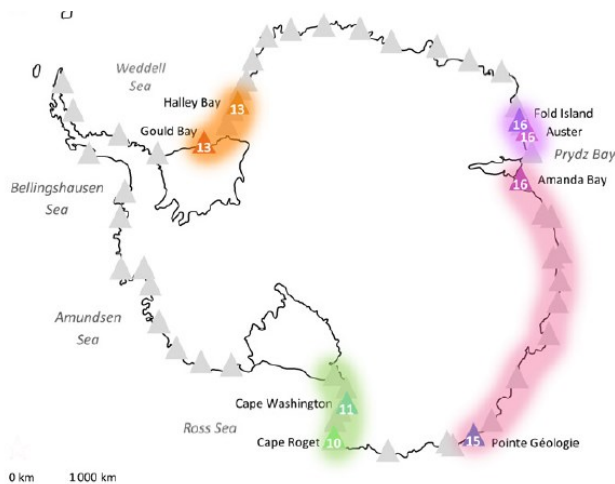 Weddell
Sea
Halley Bay
13
Gould Bay
13
Fold Island
16
Auster
16
Prydz Bay
Amanda Bay
16
Bellingshausen
Sea
Amundsen
Sea
Cape Washington
11
Ross Sea
Cape Roget
10
15
Pointe Géologie
0 km 1000 km